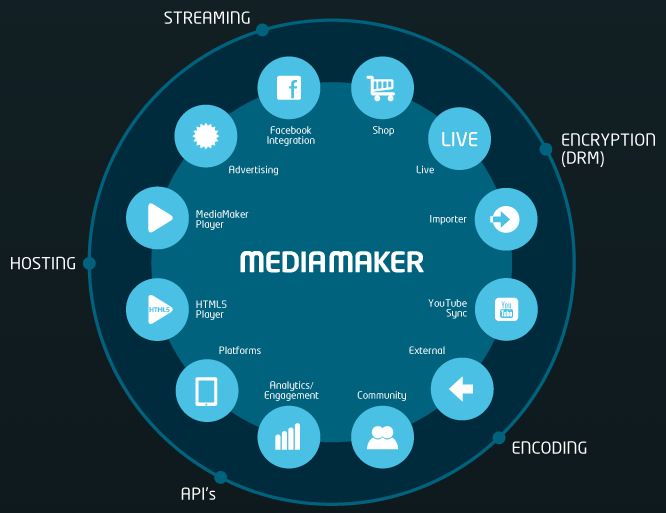 STREAMING
f
Facebook
Integration
Shop
LIVE
Live
ENCRYPTION
(DRM)
Advertising
MediaMaker
Player
Importer
HOSTING
MEDIAMAKER
HTML5
HTML5
Player
YouTube
Sync
You
Tube
Platforms
External
Analytics/
Engagement
Community
ENCODING
API's